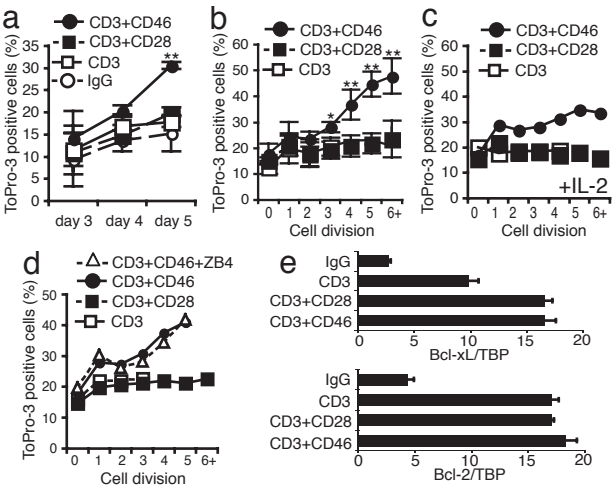 a
CD3+CD46
CD3+CD28
CD3
IgG
ToPro-3 positive cells (%)
35
30
25
20
15
10
5
0
**
day 3
day 4
day 5
b
CD3+CD46
CD3+CD28
CD3
ToPro-3 positive cells (%)
60
50
40
30
20
10
0
*
**
**
**
0 1 2 3 4 5 6+
Cell division
c
CD3+CD46
CD3+CD28
CD3
ToPro-3 positive cells (%)
60
50
40
30
20
10
0
+IL-2
0 1 2 3 4 5 6+
Cell division
d
CD3+CD46+ZB4
CD3+CD46
CD3+CD28
CD3
ToPro-3 positive cells (%)
50
40
30
20
10
0
0 1 2 3 4 5 6+
Cell division
e
IgG
CD3
CD3+CD28
CD3+CD46
0 5 10 15 20
Bcl-xL/TBP
IgG
CD3
CD3+CD28
CD3+CD46
0 5 10 15 20
Bcl-2/TBP